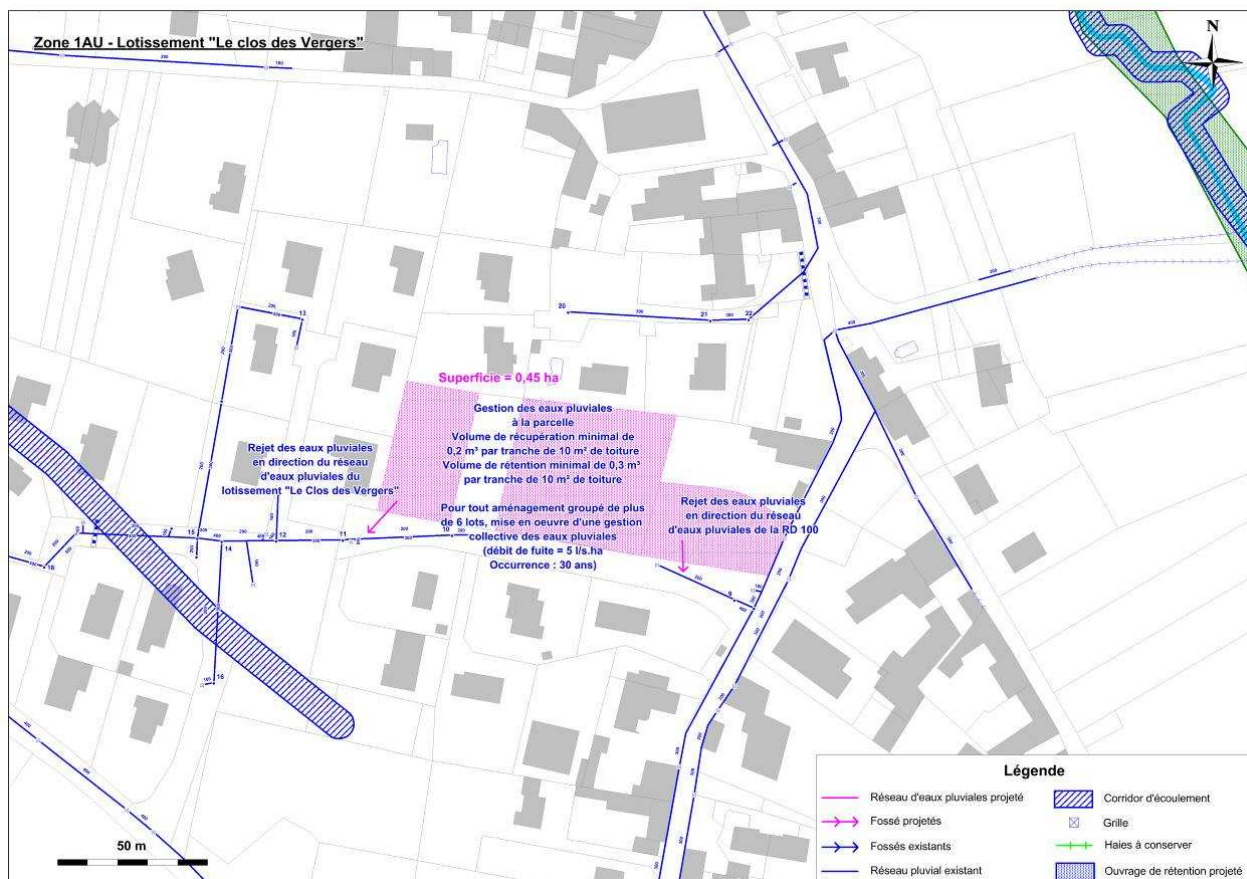 Zone 1AU - Lotissement "Le clos des Vergers"
N
Superficie = 0,45 ha
Gestion des eaux pluviales
à la parcelle
Volume de récupération minimal de
0,2 m³ par tranche de 10 m² de toiture
Volume de rétention minimal de 0,3 m³
par tranche de 10 m² de toiture
Pour tout aménagement groupé de plus
de 6 lots, mise en oeuvre d'une gestion
collective des eaux pluviales
(débit de fuite = 5 l/s.ha
Occurrence : 30 ans)
Rejet des eaux pluviales
en direction du réseau
d'eaux pluviales du
lotissement "Le Clos des Vergers"
Rejet des eaux pluviales
en direction du réseau
d'eaux pluviales de la RD 100
13
20
21
22
15
14
12
11
10
18
16
50 m
Légende
Réseau d'eaux pluviales projeté
Fossé projetés
Fossés existants
Réseau pluvial existant
Corridor d'écoulement
Grille
Haies à conserver
Ouvrage de rétention projeté